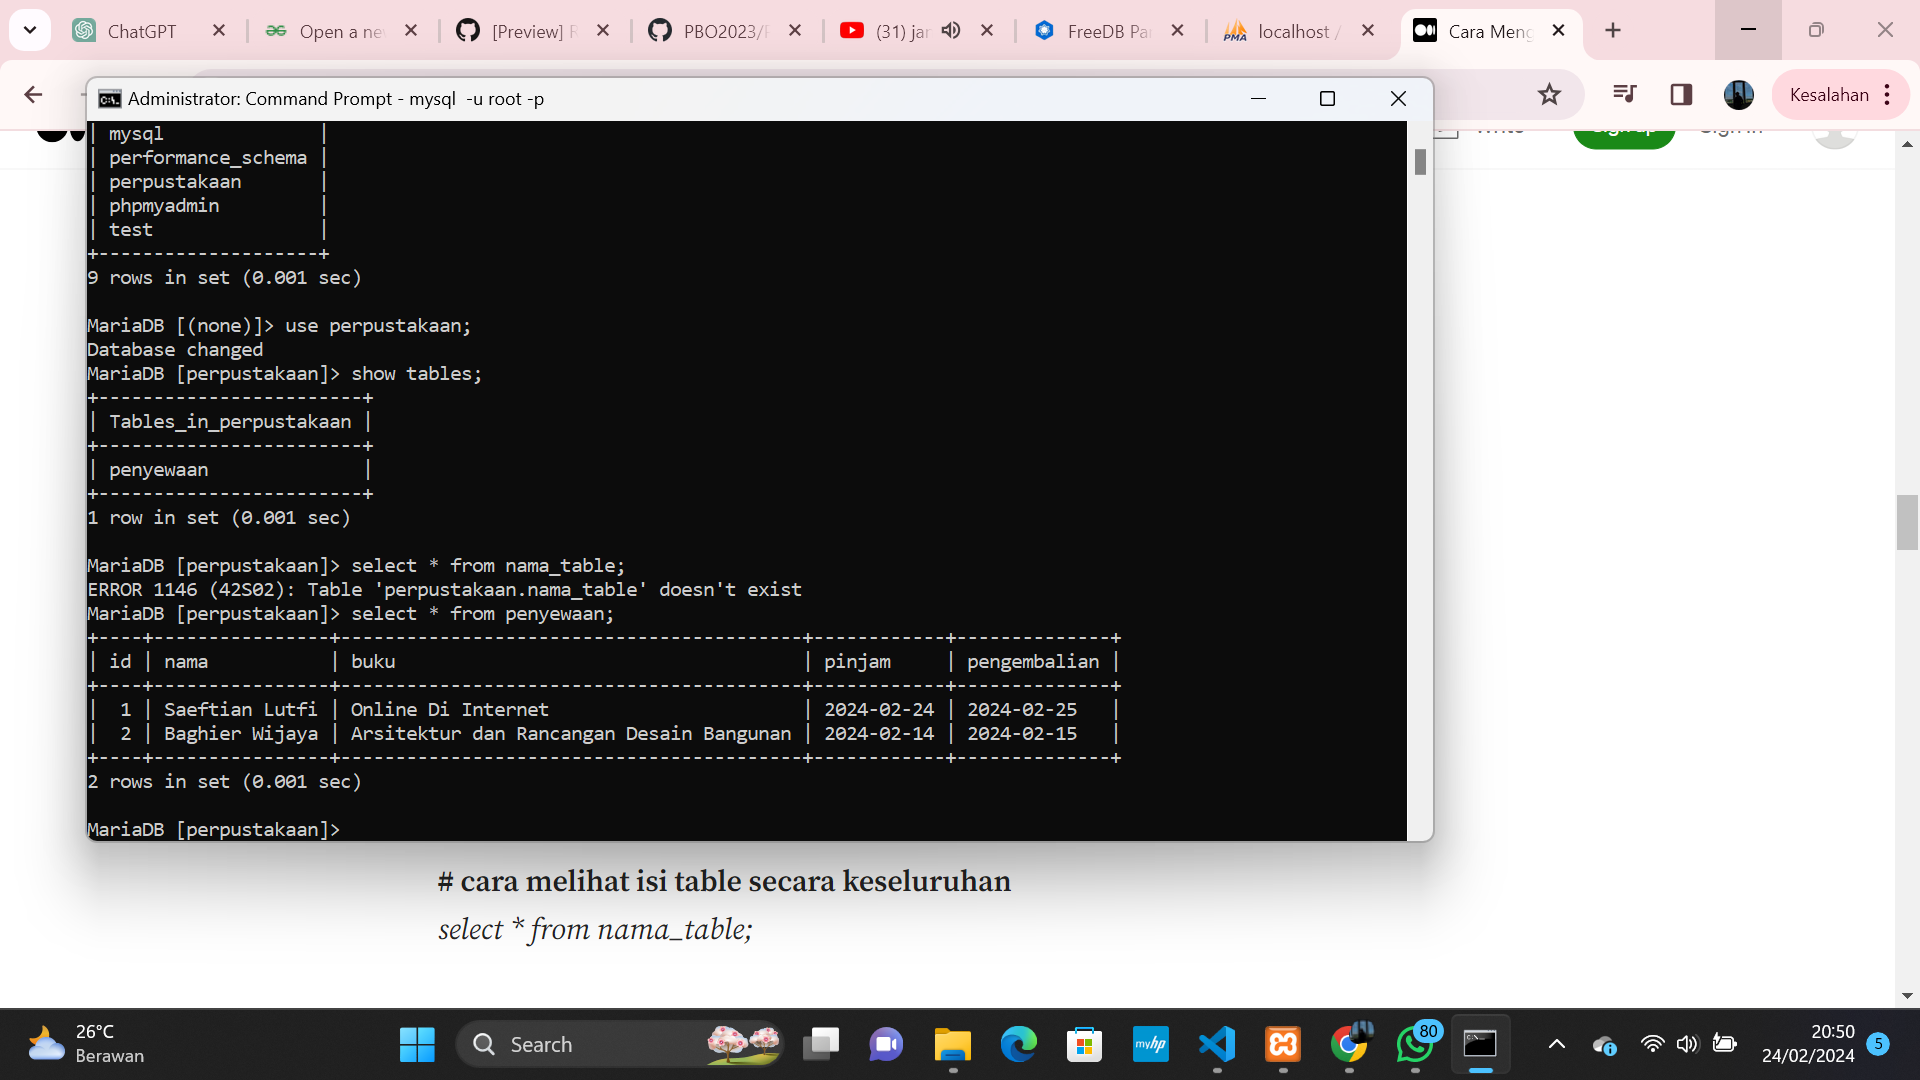 ChatGPT
Open a ne
[Preview] R
PBO2023/F
(31) jar
FreeDB Pa
localhost /
Cara Meng
Kesalahan
Administrator: Command Prompt - mysql  -u root -p
| mysql              |
| performance_schema |
| perpustakaan       |
| phpmyadmin         |
| test               |
+--------------------+
9 rows in set (0.001 sec)
MariaDB [(none)]> use perpustakaan;
Database changed
MariaDB [perpustakaan]> show tables;
+------------------------+
| Tables_in_perpustakaan |
+------------------------+
| penyewaan              |
+------------------------+
1 row in set (0.001 sec)
MariaDB [perpustakaan]> select * from nama_table;
ERROR 1146 (42S02): Table 'perpustakaan.nama_table' doesn't exist
MariaDB [perpustakaan]> select * from penyewaan;
+----+----------------+------------------------------------------+------------+--------------+
| id | nama           | buku                                     | pinjam     | pengembalian |
+----+----------------+------------------------------------------+------------+--------------+
|  1 | Saeftian Lutfi | Online Di Internet                       | 2024-02-24 | 2024-02-25   |
|  2 | Baghier Wijaya | Arsitektur dan Rancangan Desain Bangunan | 2024-02-14 | 2024-02-15   |
+----+----------------+------------------------------------------+------------+--------------+
2 rows in set (0.001 sec)
MariaDB [perpustakaan]>
# cara melihat isi table secara keseluruhan
select * from nama_table;
26°C
Berawan
Search
myhp
80
20:50
24/02/2024
5